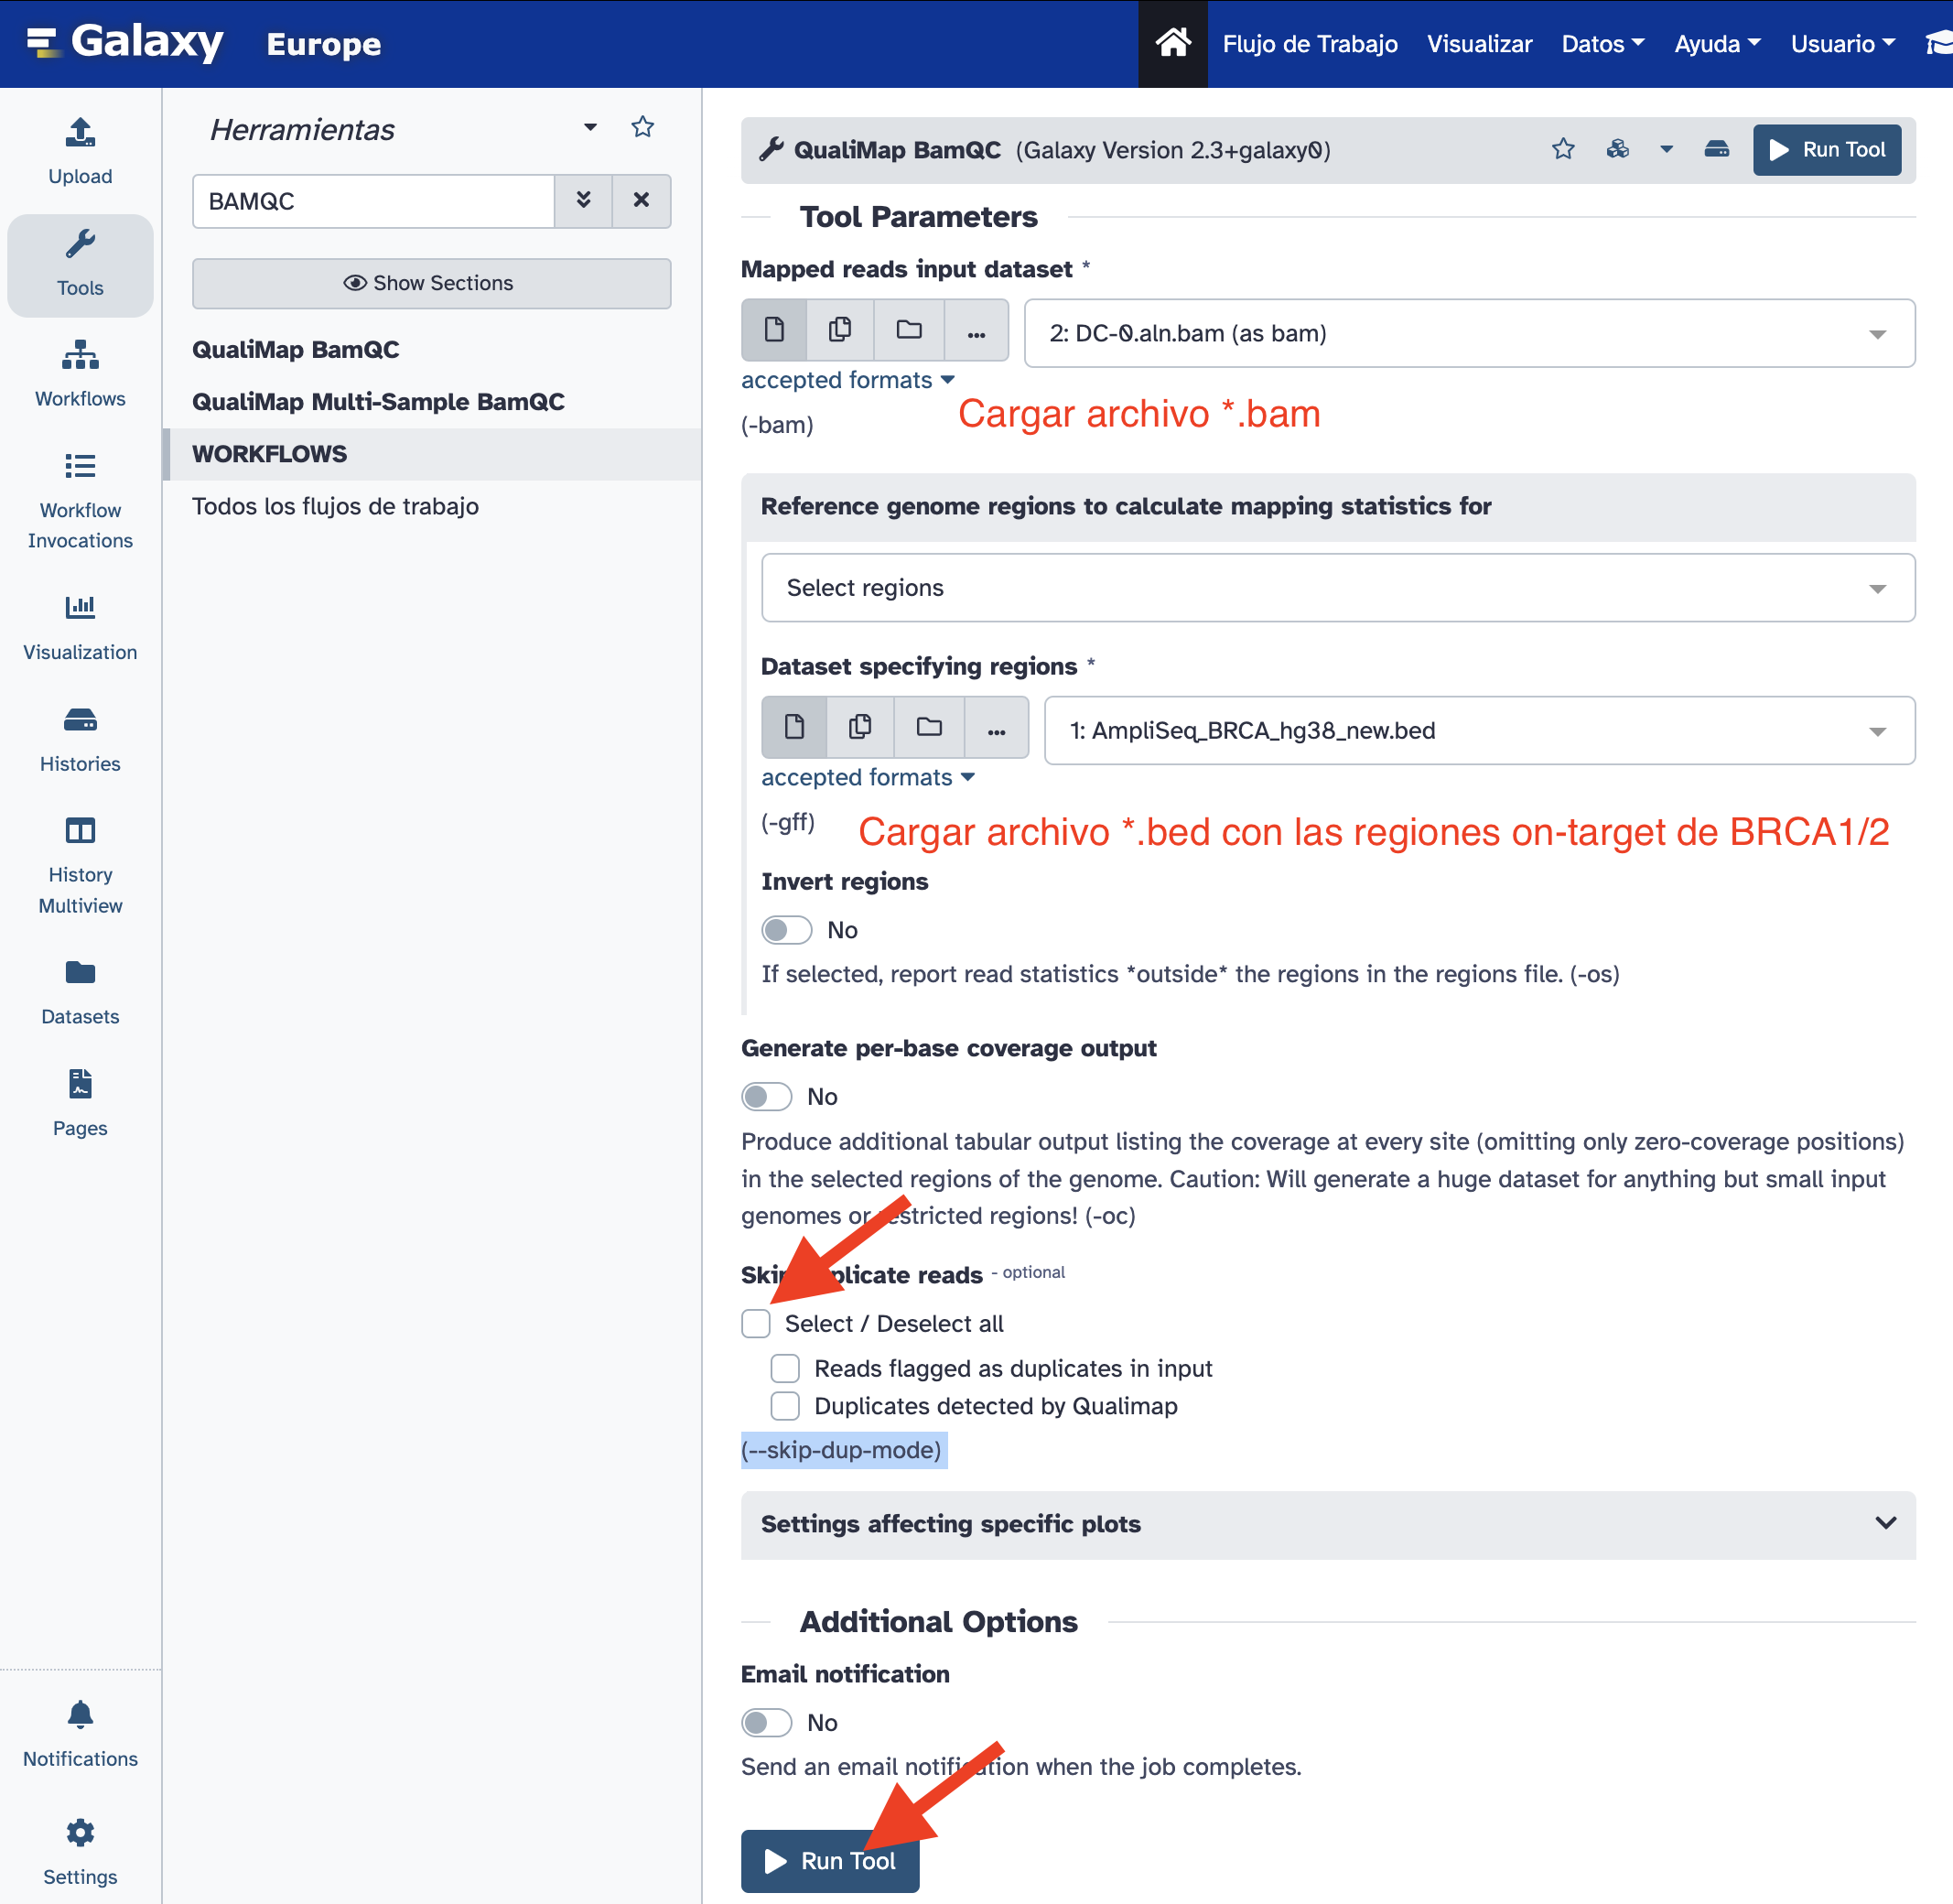 Galaxy Europe
Flujo de Trabajo Visualizar Datos Ayuda Usuario
Upload
Tools
Workflows
Workflow
Invocations
Visualization
Histories
History
Multiview
Datasets
Pages
Notifications
Settings
Herramientas
BAMQC
Show Sections
QualiMap BamQC
QualiMap Multi-Sample BamQC
WORKFLOWS
Todos los flujos de trabajo
QualiMap BamQC (Galaxy Version 2.3+galaxy0)
Run Tool
Tool Parameters
Mapped reads input dataset *
... 2: DC-0.aln.bam (as bam)
accepted formats
(-bam)
Cargar archivo *.bam
Reference genome regions to calculate mapping statistics for
Select regions
Dataset specifying regions *
... 1: AmpliSeq_BRCA_hg38_new.bed
accepted formats
(-gff)
Cargar archivo *.bed con las regiones on-target de BRCA1/2
Invert regions
No
If selected, report read statistics *outside* the regions in the regions file. (-os)
Generate per-base coverage output
No
Produce additional tabular output listing the coverage at every site (omitting only zero-coverage positions)
in the selected regions of the genome. Caution: Will generate a huge dataset for anything but small input
genomes or restricted regions! (-oc)
Skip duplicate reads - optional
Select / Deselect all
Reads flagged as duplicates in input
Duplicates detected by Qualimap
(--skip-dup-mode)
Settings affecting specific plots
Additional Options
Email notification
No
Send an email notification when the job completes.
Run Tool